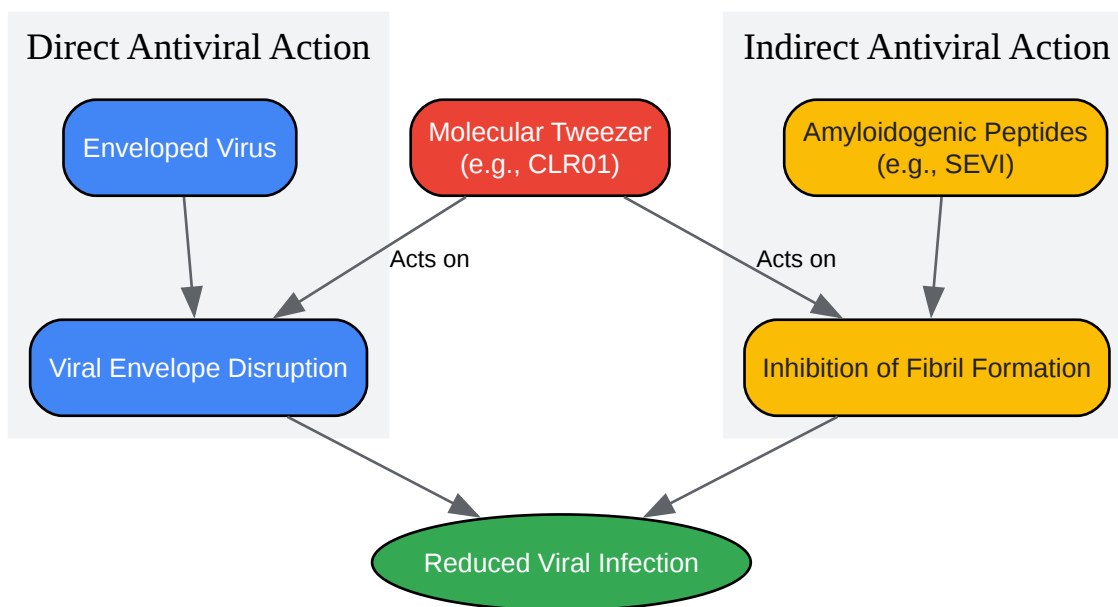 Direct Antiviral Action
Indirect Antiviral Action
Enveloped Virus
Molecular Tweezer
(e.g., CLR01)
Amyloidogenic Peptides
(e.g., SEVI)
Acts on
Acts on
Viral Envelope Disruption
Inhibition of Fibril Formation
Reduced Viral Infection